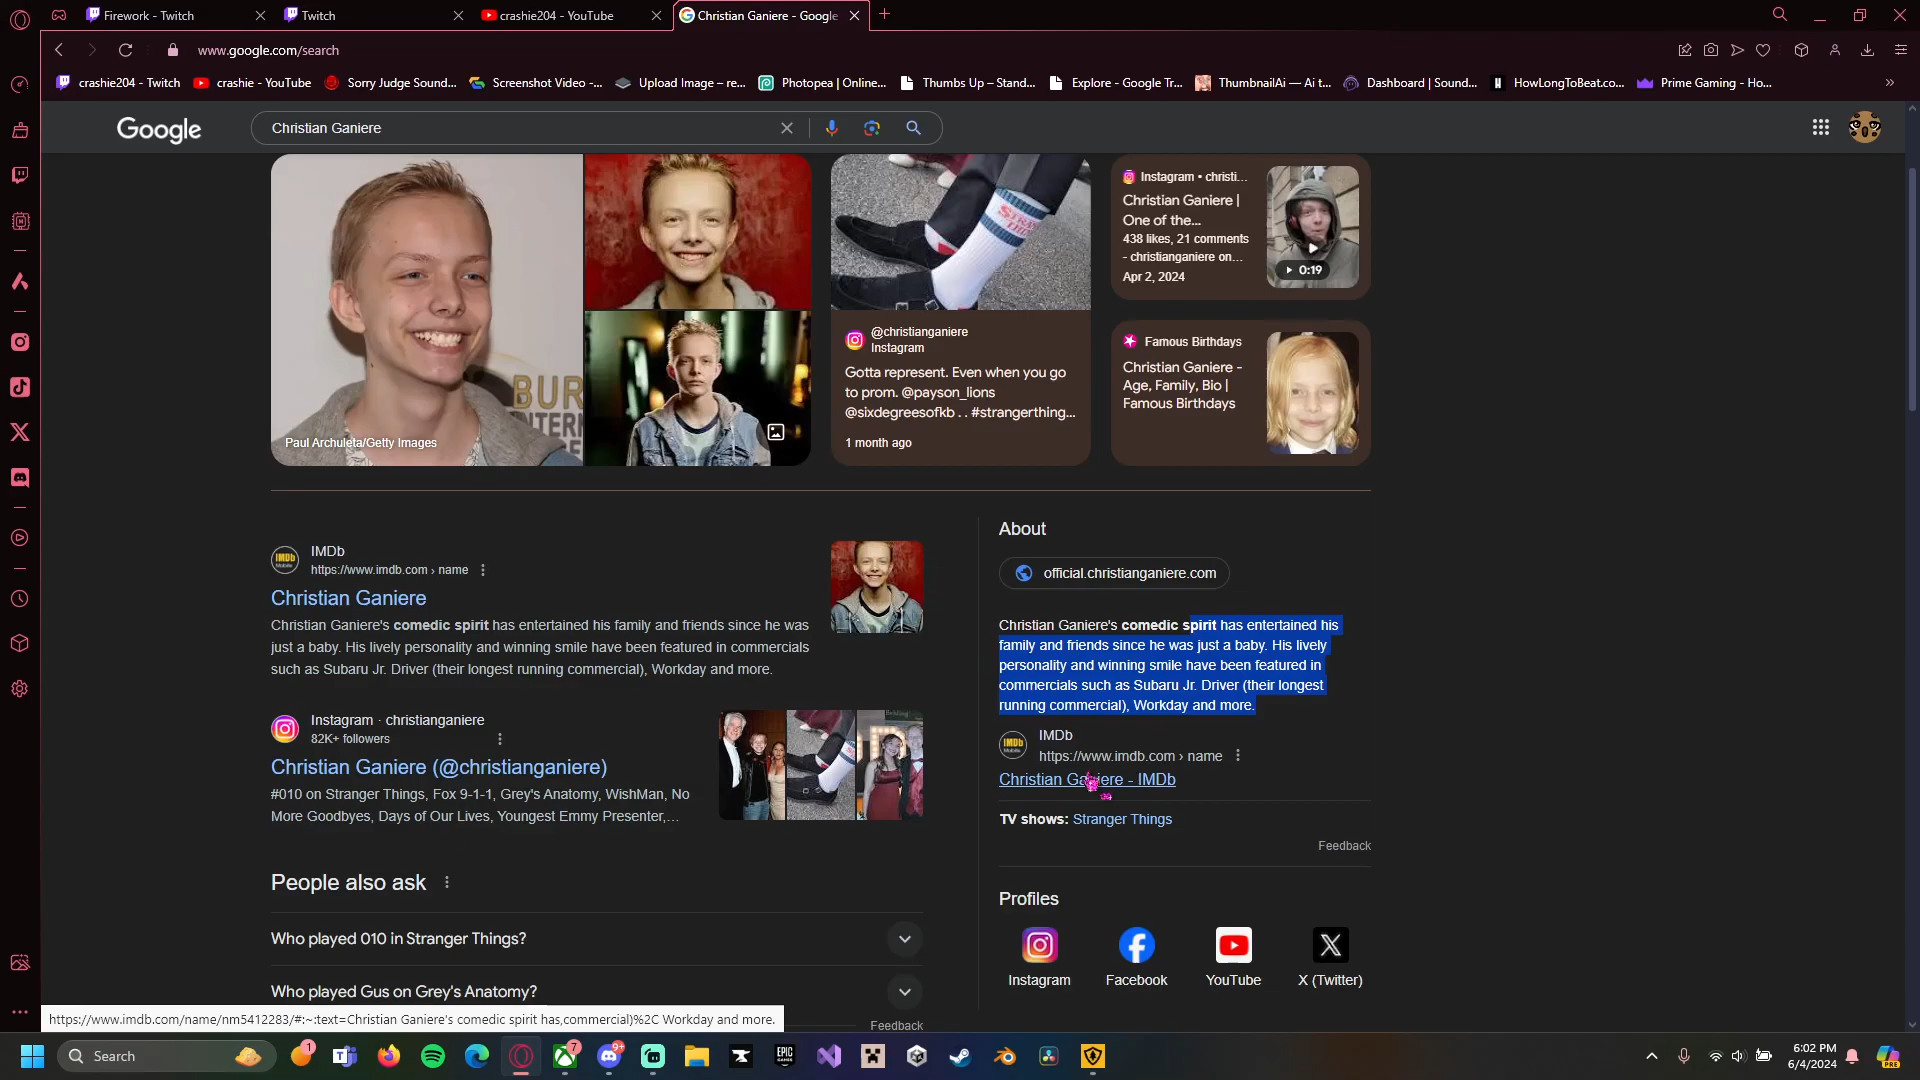 Firework - Twitch
Twitch
crashie204 - YouTube
Christian Ganiere - Google
www.google.com/search
crashie204 - Twitch
crashie - YouTube
Sorry Judge Sound...
Screenshot Video -...
Upload Image – re...
Photopea | Online...
Thumbs Up – Stand...
Explore - Google Tr...
ThumbnailAi — Ai t...
Dashboard | Sound...
HowLongToBeat.co...
Prime Gaming - Ho...
Google
Christian Ganiere
Paul Archuleta/Getty Images
@christianganiere
Instagram
Gotta represent. Even when you go
to prom. @payson_lions
@sixdegreesofkb . . #strangerthing...
1 month ago
Instagram • christi...
Christian Ganiere |
One of the...
438 likes, 21 comments
- christianganiere on...
Apr 2, 2024
0:19
Famous Birthdays
Christian Ganiere -
Age, Family, Bio |
Famous Birthdays
IMDb
https://www.imdb.com › name
Christian Ganiere
Christian Ganiere's comedic spirit has entertained his family and friends since he was
just a baby. His lively personality and winning smile have been featured in commercials
such as Subaru Jr. Driver (their longest running commercial), Workday and more.
Instagram · christianganiere
82K+ followers
Christian Ganiere (@christianganiere)
#010 on Stranger Things, Fox 9-1-1, Grey's Anatomy, WishMan, No
More Goodbyes, Days of Our Lives, Youngest Emmy Presenter,...
People also ask
Who played 010 in Stranger Things?
Who played Gus on Grey's Anatomy?
Feedback
About
official.christianganiere.com
Christian Ganiere's comedic spirit has entertained his
family and friends since he was just a baby. His lively
personality and winning smile have been featured in
commercials such as Subaru Jr. Driver (their longest
running commercial), Workday and more.
IMDb
https://www.imdb.com › name
Christian Ganiere - IMDb
TV shows: Stranger Things
Feedback
Profiles
Instagram
Facebook
YouTube
X (Twitter)
https://www.imdb.com/name/nm5412283/#:~:text=Christian Ganiere's comedic spirit has,commercial)%2C Workday and more.
Search
1
7
9+
EPIC
GAMES
6:02 PM
6/4/2024
PRE